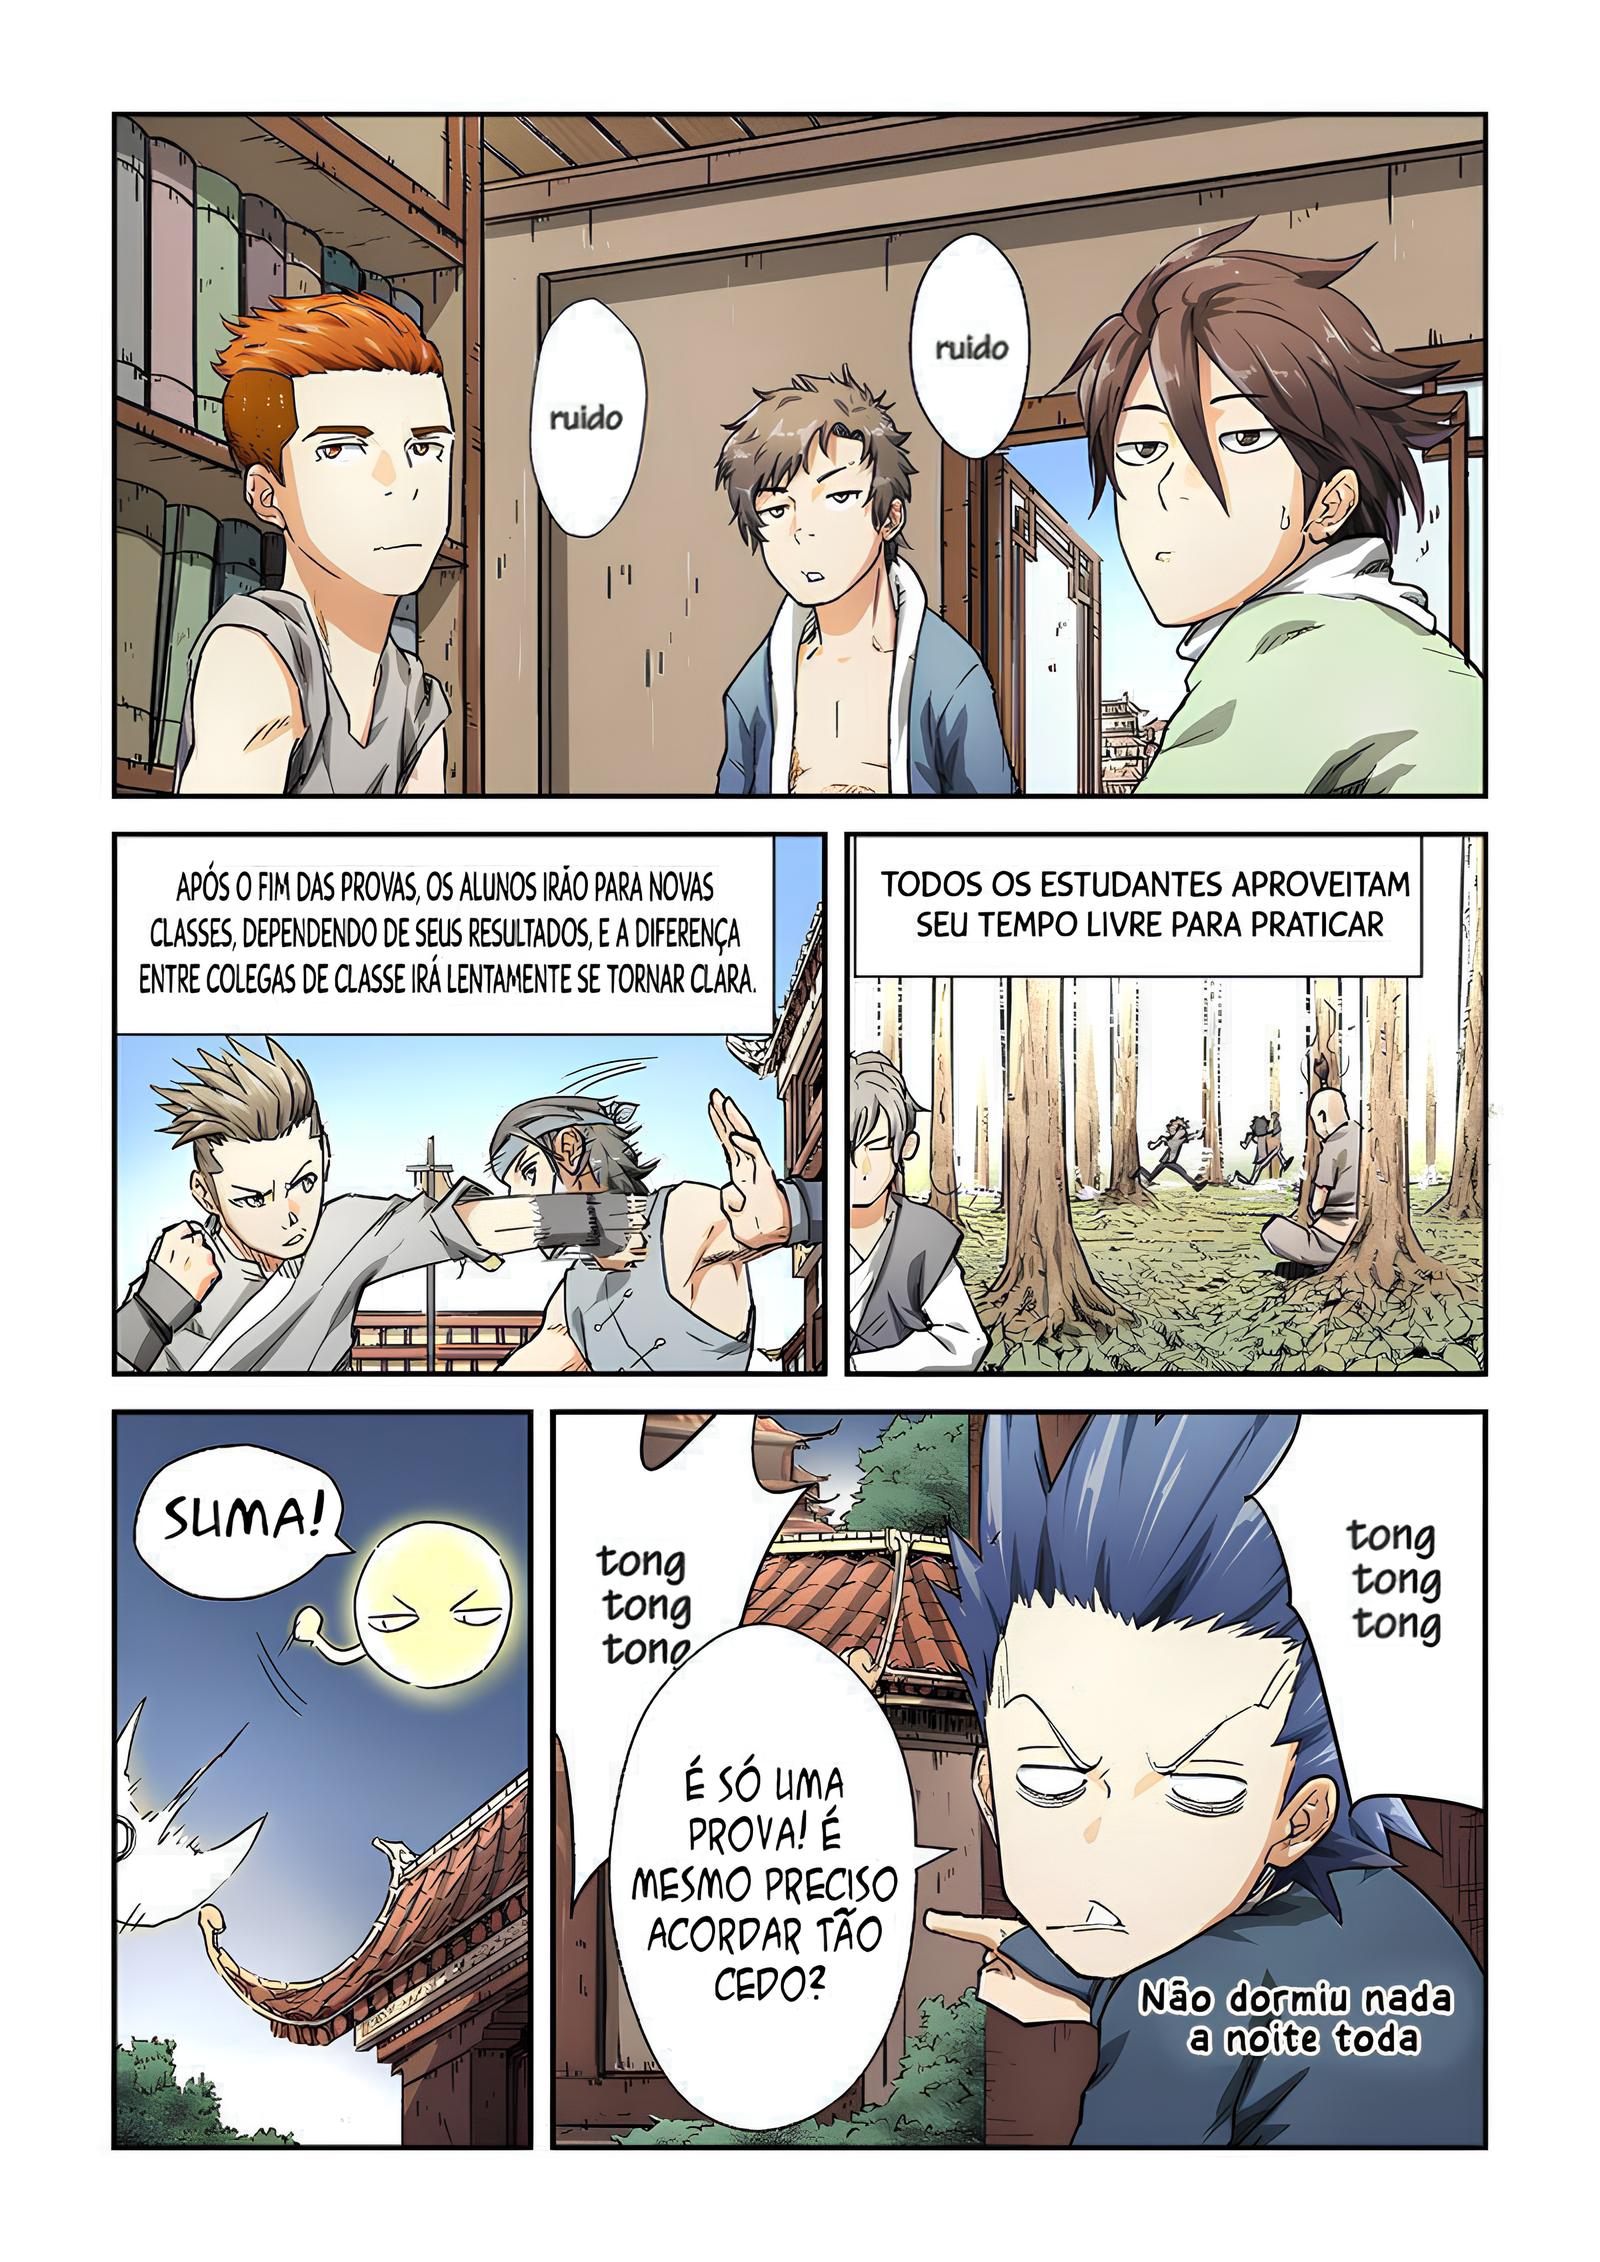 ruido
ruido
APÓS O FIM DAS PROVAS, OS ALUNOS IRÃO PARA NOVAS
CLASSES, DEPENDENDO DE SEUS RESULTADOS, E A DIFERENÇA
ENTRE COLEGAS DE CLASSE IRÁ LENTAMENTE SE TORNAR CLARA.
TODOS OS ESTUDANTES APROVEITAM
SEU TEMPO LIVRE PARA PRATICAR
SUMA!
tong
tong
tong
É SÓ UMA
PROVA! É
MESMO PRECISO
ACORDAR TÃO
CEDO?
tong
tong
tong
Não dormiu nada
a noite toda